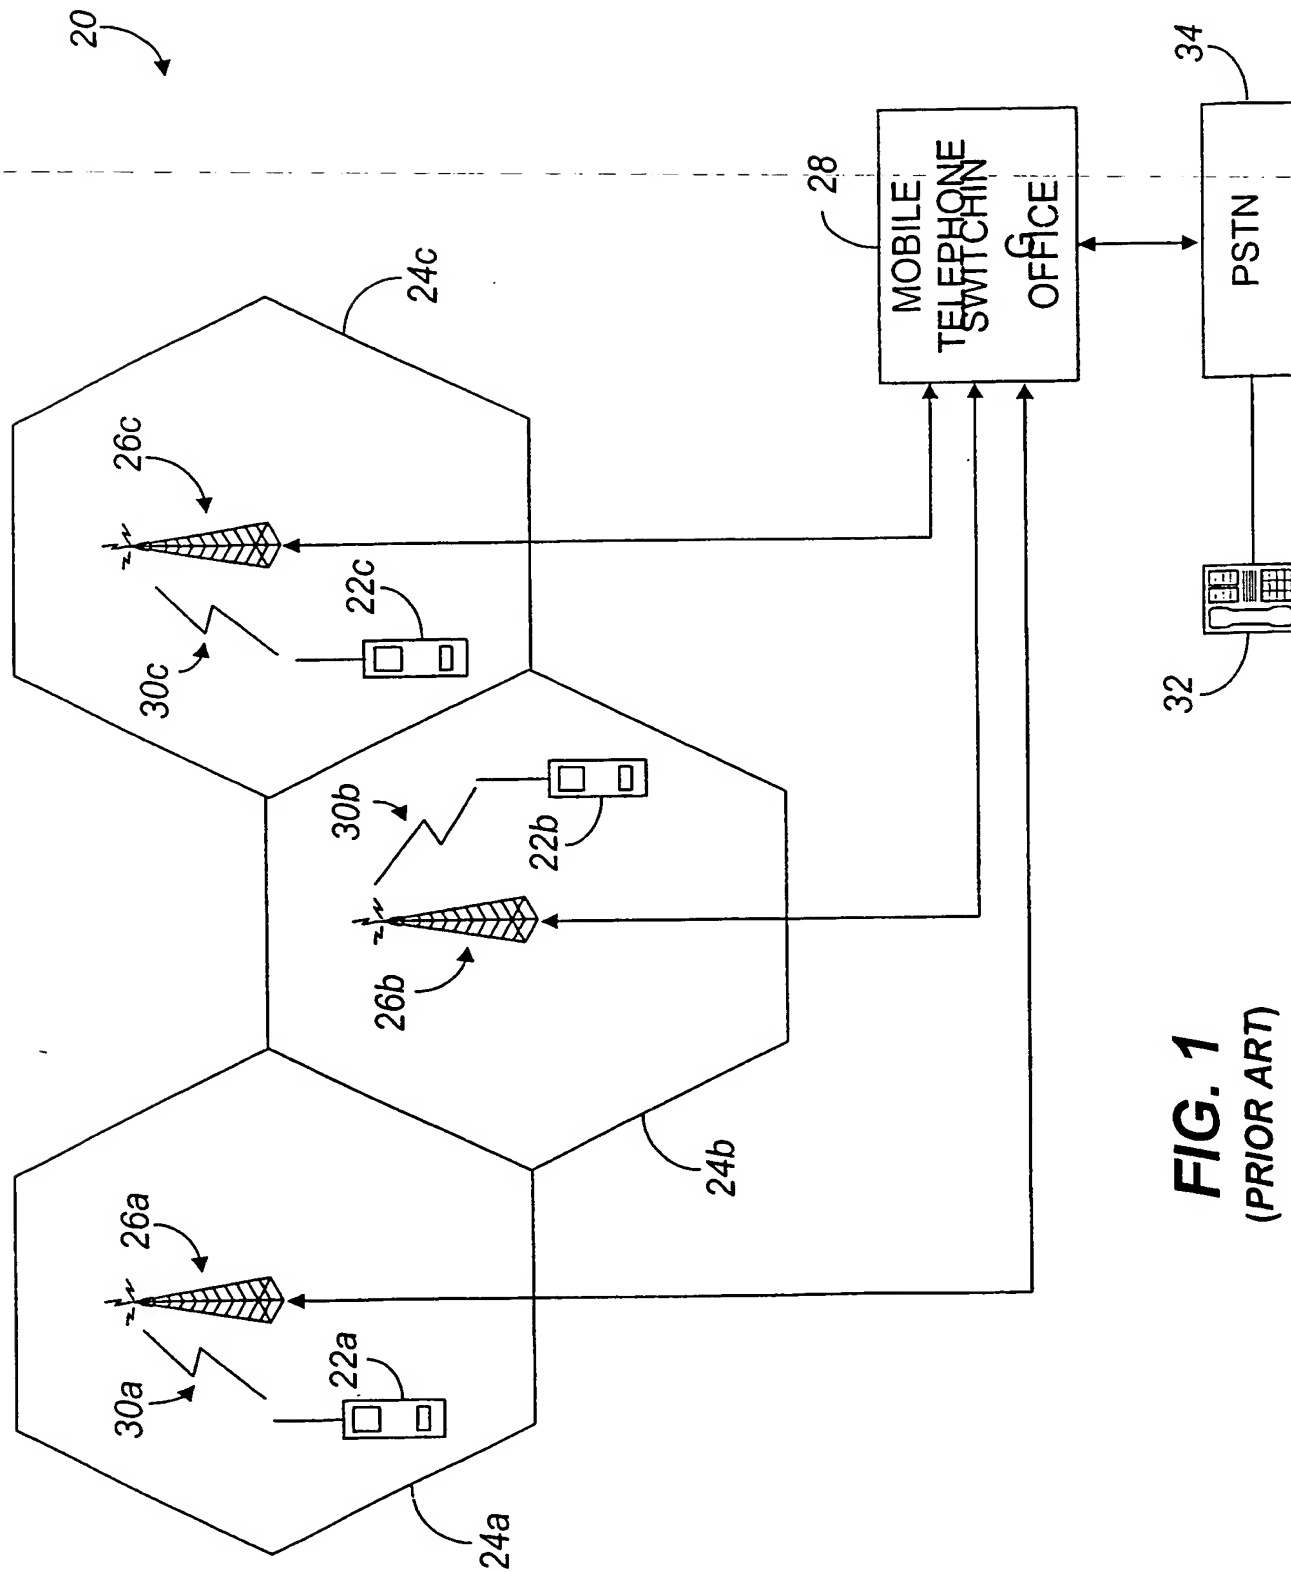 20
24c
26c
30c
22c
30b
22b
26b
24b
26a
30a
22a
24a
28
MOBILE
TELEPHONE
SWITCHIN
G
OFFICE
34
PSTN
32
FIG. 1
(PRIOR ART)